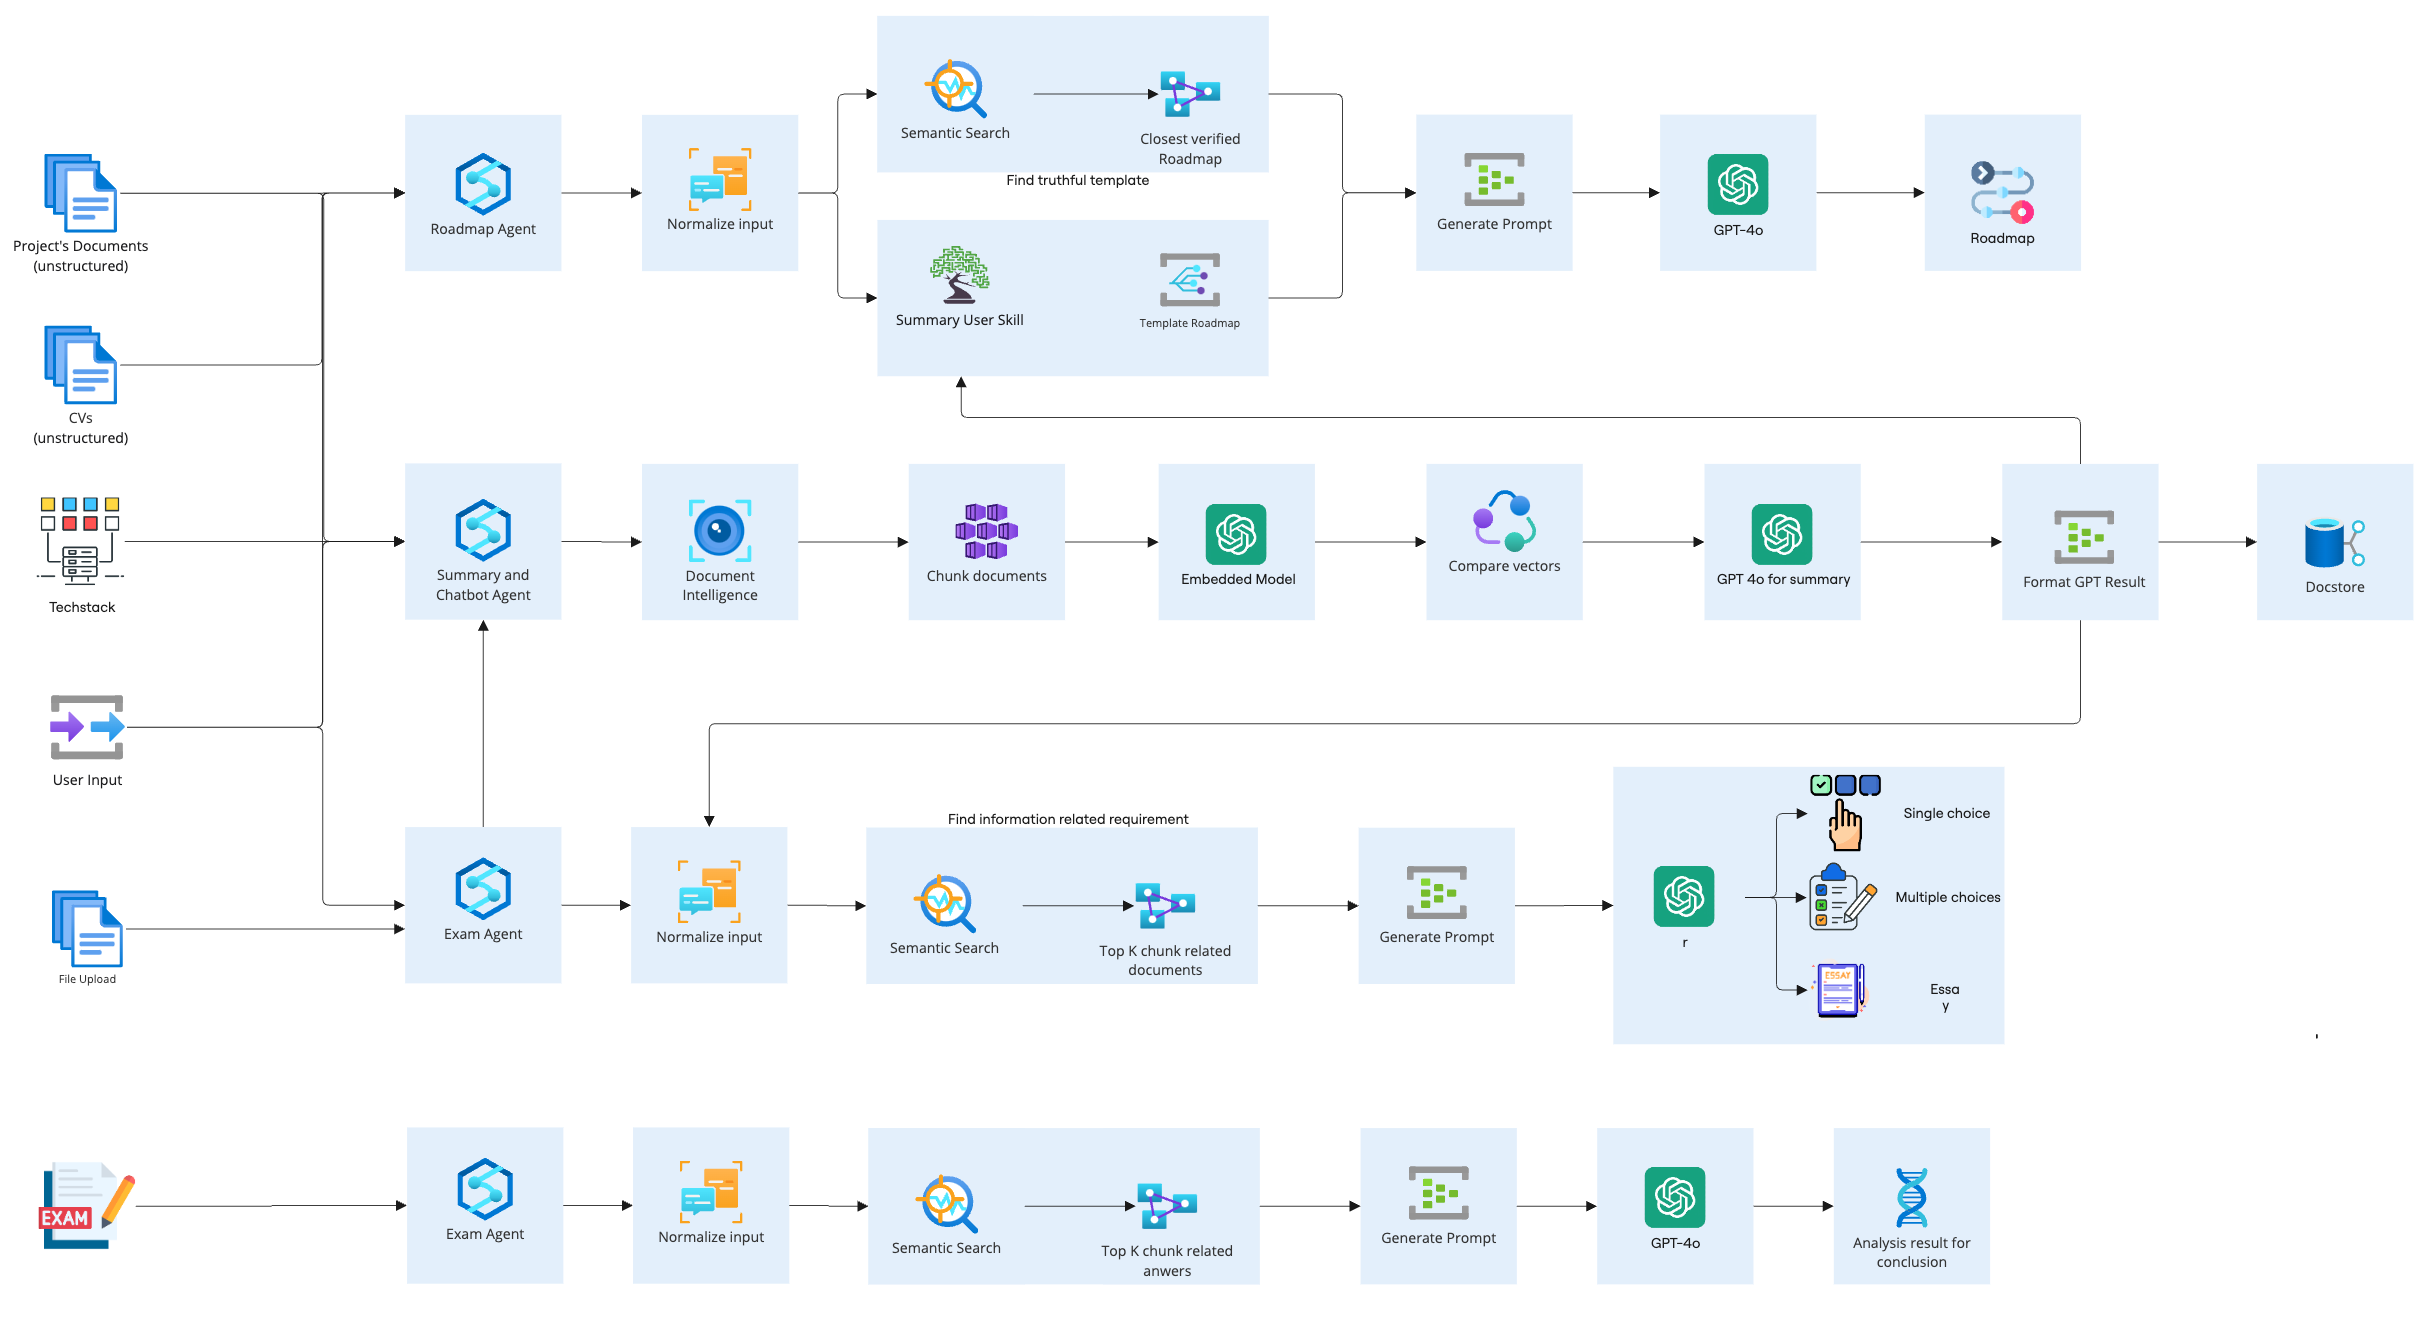 Semantic Search
Closest verified
Roadmap
Find truthful template
Project's Documents
(unstructured)
Roadmap Agent
Normalize input
Generate Prompt
GPT-4o
Roadmap
Summary User Skill
Template Roadmap
CVs
(unstructured)
Techstack
Summary and
Chatbot Agent
Document
Intelligence
Chunk documents
Embedded Model
Compare vectors
GPT 4o for summary
Format GPT Result
Docstore
User Input
Find information related requirement
File Upload
Exam Agent
Normalize input
Semantic Search
Top K chunk related
documents
Generate Prompt
r
Single choice
Multiple choices
ESSAY
Essa
y
'
EXAM
Exam Agent
Normalize input
Semantic Search
Top K chunk related
anwers
Generate Prompt
GPT-4o
Analysis result for
conclusion